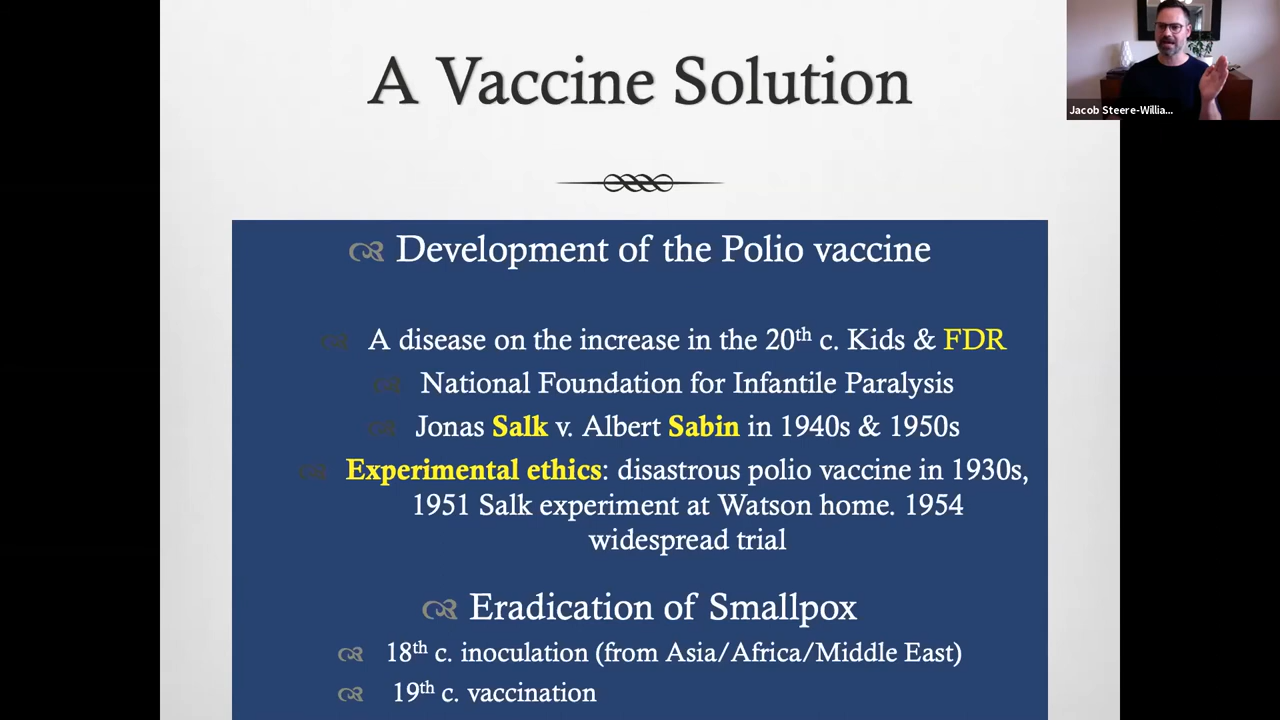 A Vaccine Solution
Jacob Steere-Willia...
Development of the Polio vaccine
A disease on the increase in the 20th c. Kids & FDR
National Foundation for Infantile Paralysis
Jonas Salk v. Albert Sabin in 1940s & 1950s
Experimental ethics: disastrous polio vaccine in 1930s,
1951 Salk experiment at Watson home. 1954
widespread trial
Eradication of Smallpox
18th c. inoculation (from Asia/Africa/Middle East)
19th c. vaccination